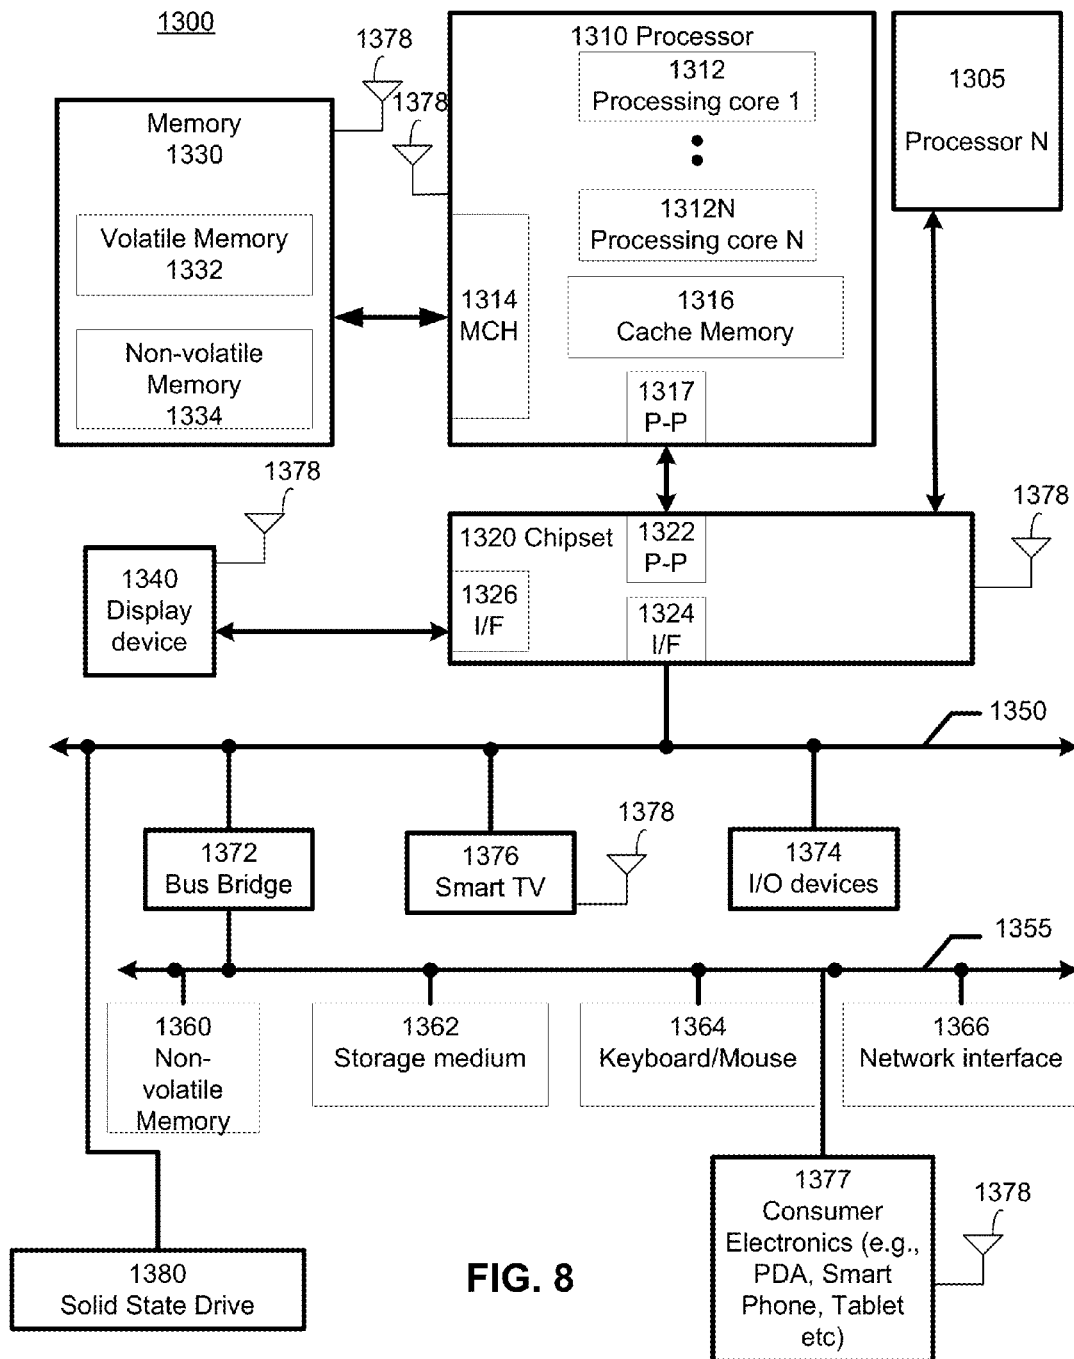 1300
1378
1378
Memory
1330
Volatile Memory
1332
Non-volatile
Memory
1334
1310 Processor
1312
Processing core 1
1312N
Processing core N
1314
MCH
1316
Cache Memory
1317
P-P
1305
Processor N
1378
1340
Display
device
1320 Chipset
1322
P-P
1326
I/F
1324
I/F
1378
1350
1372
Bus Bridge
1376
Smart TV
1378
1374
I/O devices
1355
1360
Non-
volatile
Memory
1362
Storage medium
1364
Keyboard/Mouse
1366
Network interface
1377
Consumer
Electronics (e.g.,
PDA, Smart
Phone, Tablet
etc)
1378
1380
Solid State Drive
FIG. 8